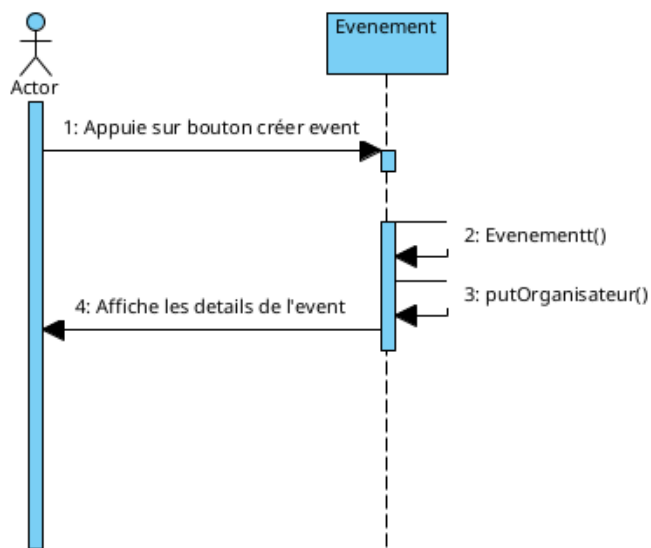 Evenement
Actor
1: Appuie sur bouton créer event
2: Evenementt()
3: putOrganisateur()
4: Affiche les details de l'event